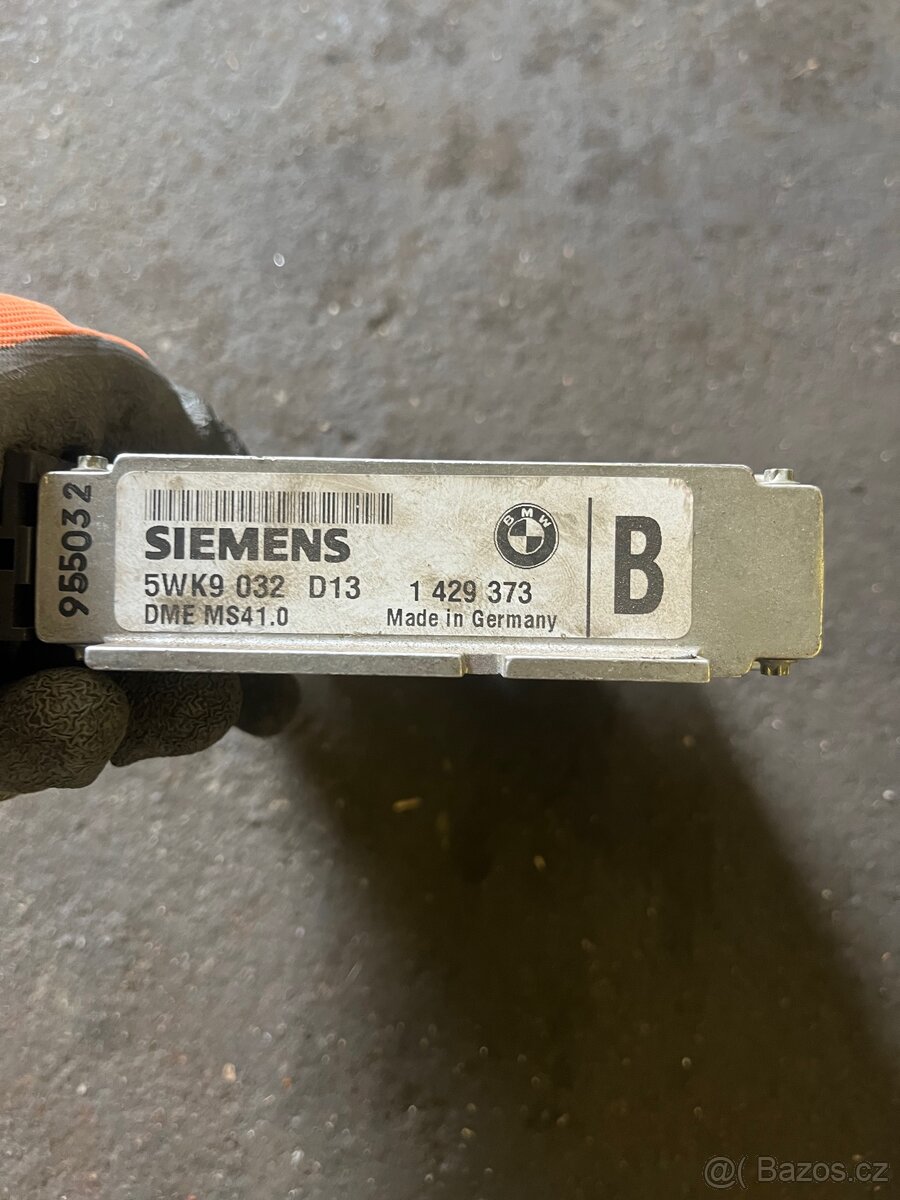 955032
SIEMENS
BMW
5WK9 032 D13 1 429 373
DME MS41.0 Made in Germany
B
@( Bazos.cz